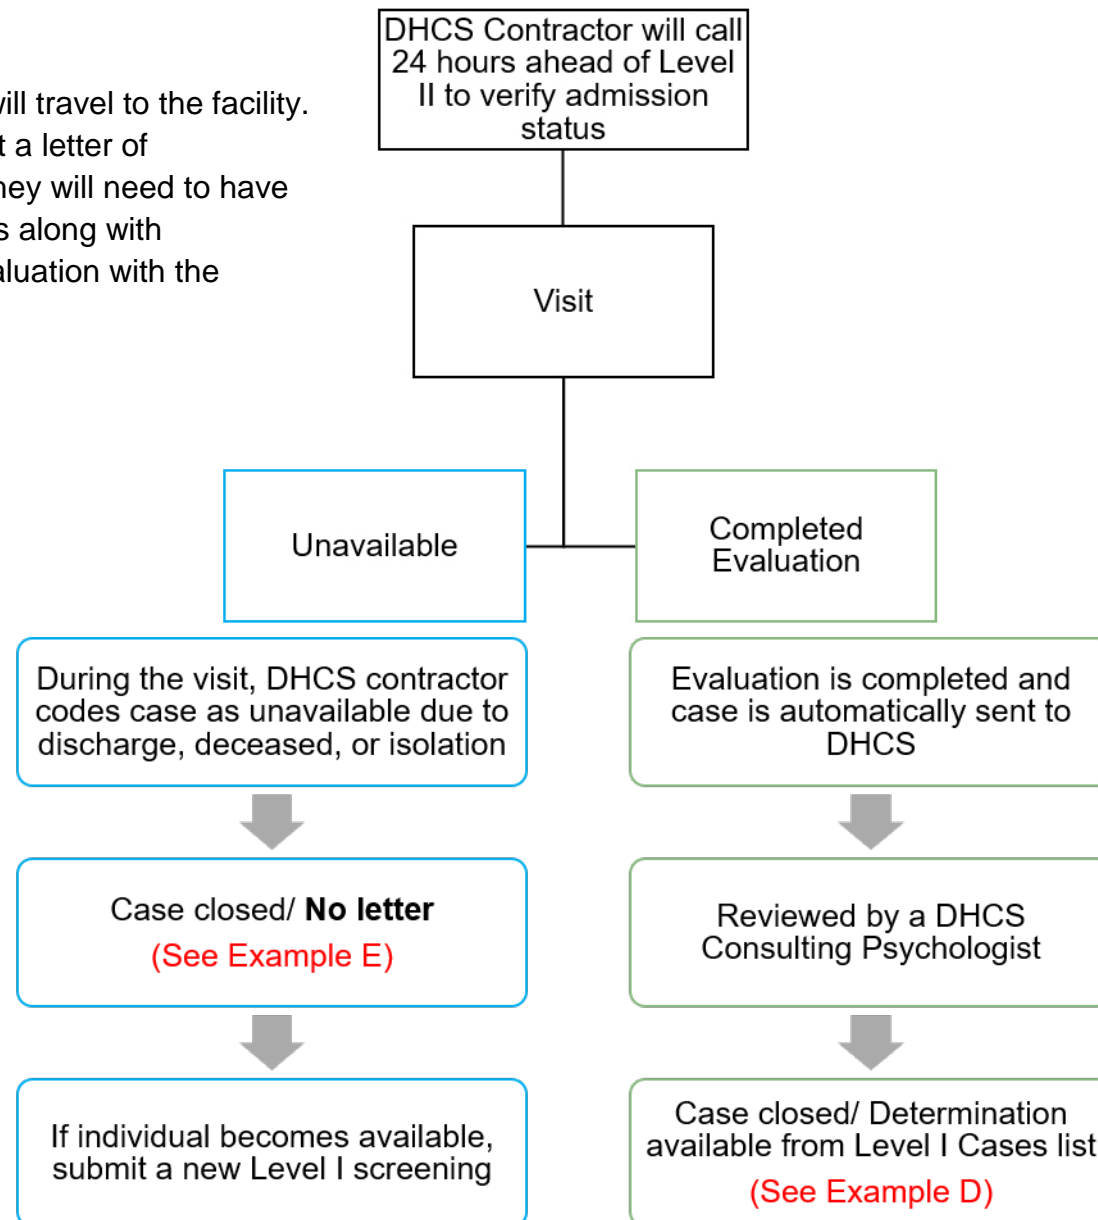 DHCS Contractor will call
24 hours ahead of Level
II to verify admission
status
will travel to the facility.
t a letter of
hey will need to have
s along with
aluation with the
Visit
Unavailable
Completed
Evaluation
During the visit, DHCS contractor
codes case as unavailable due to
discharge, deceased, or isolation
Case closed/ No letter
(See Example E)
If individual becomes available,
submit a new Level I screening
Evaluation is completed and
case is automatically sent to
DHCS
Reviewed by a DHCS
Consulting Psychologist
Case closed/ Determination
available from Level I Cases list
(See Example D)